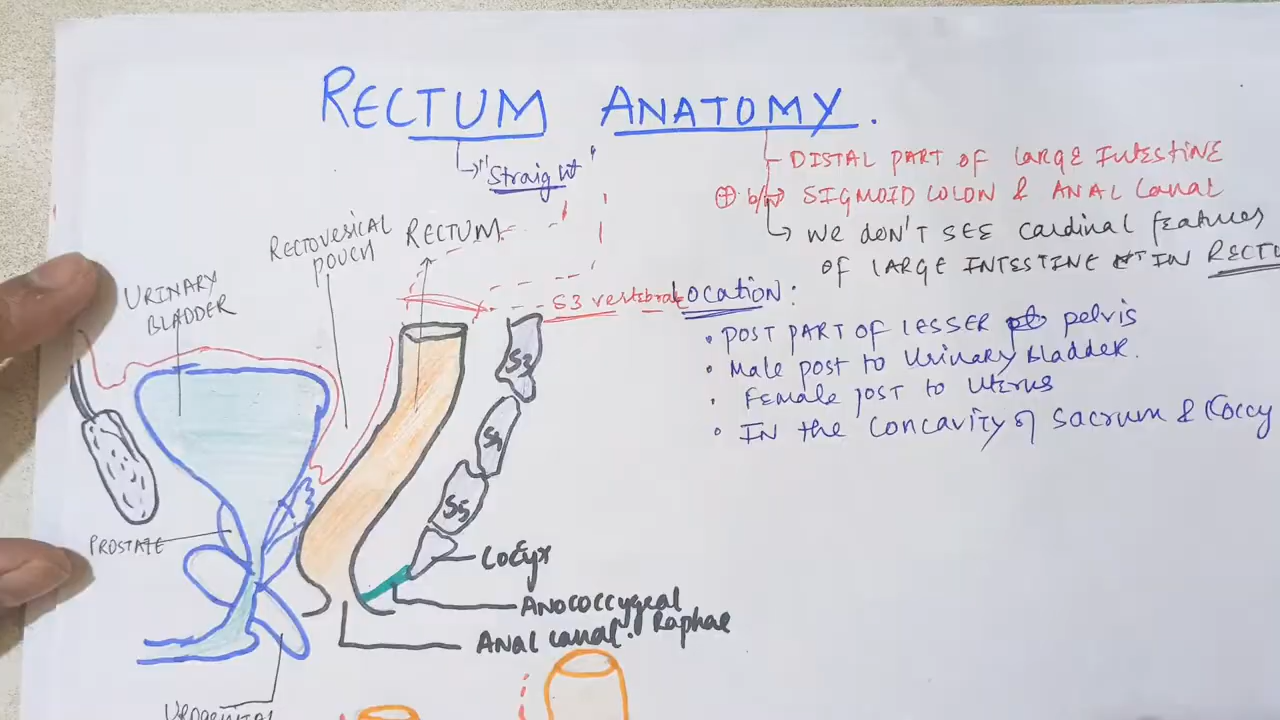 RECTUM ANATOMY.
"Straight"
DISTAL PART OF LARGE INTESTINE
⊕ b/w SIGMOID COLON & ANAL Canal
We DON'T SEE Cardinal features
OF LARGE INTESTINE IN RECTU
RECTOVESICAL
POUCH
RECTUM
URINARY
BLADDER
S3 vertebrae
LOCATION:
• POST PART OF LESSER pelvis
• Male post to Urinary Bladder.
• Female post to Uterus
• IN the Concavity of Sacrum & Coccy
S3
S4
S5
PROSTATE
CoCyx
Anococcygeal
Raphae
Anal Canal.
UROGENITAL